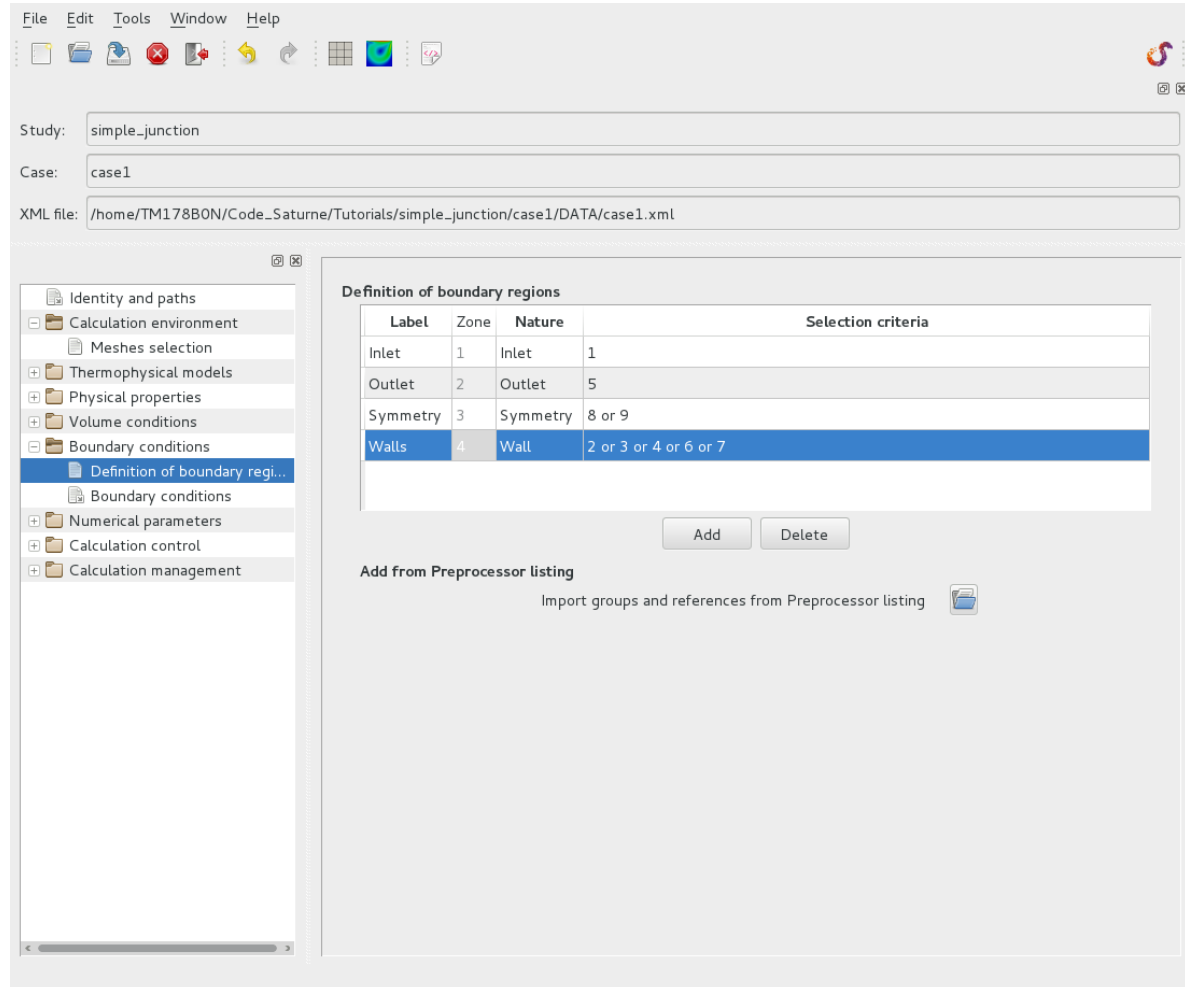 File Edit Tools Window Help
Study: simple_junction
Case: case1
XML file: /home/TM178B0N/Code_Saturne/Tutorials/simple_junction/case1/DATA/case1.xml
Identity and paths
Calculation environment
Meshes selection
Thermophysical models
Physical properties
Volume conditions
Boundary conditions
Definition of boundary regi...
Boundary conditions
Numerical parameters
Calculation control
Calculation management
Definition of boundary regions
Label Zone Nature Selection criteria
Inlet 1 Inlet 1
Outlet 2 Outlet 5
Symmetry 3 Symmetry 8 or 9
Walls 4 Wall 2 or 3 or 4 or 6 or 7
Add Delete
Add from Preprocessor listing
Import groups and references from Preprocessor listing